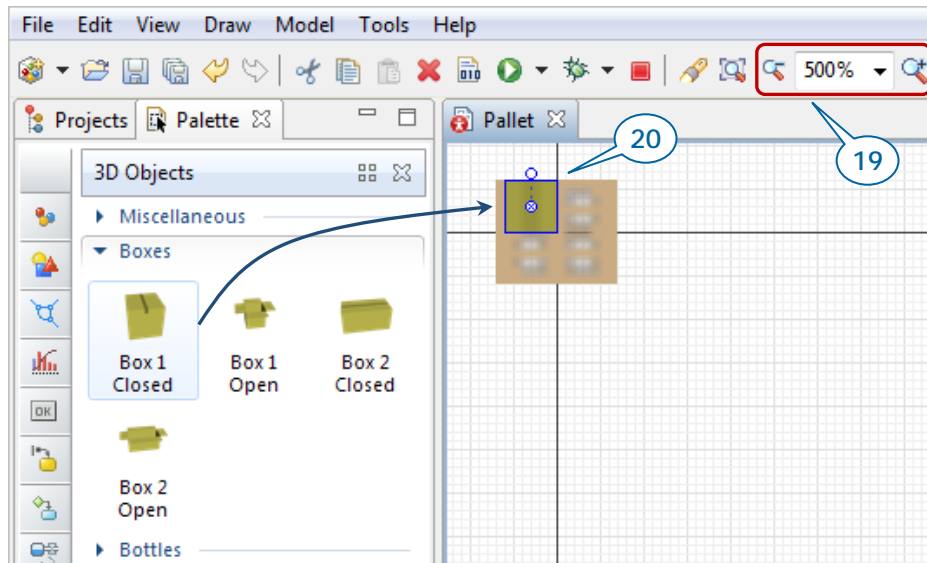 File Edit View Draw Model Tools Help
010 500%
Projects Palette Pallet
20
19
3D Objects
Miscellaneous
Boxes
Box 1 Closed
Box 1 Open
Box 2 Closed
OK
Box 2 Open
Bottles